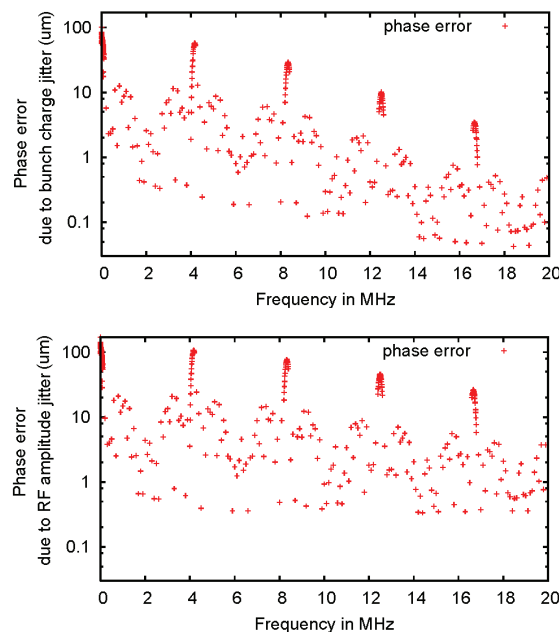 phase error
Phase error
due to bunch charge jitter (um)
100
10
1
0.1
0 2 4 6 8 10 12 14 16 18 20
Frequency in MHz
phase error
Phase error
due to RF amplitude jitter (um)
100
10
1
0.1
0 2 4 6 8 10 12 14 16 18 20
Frequency in MHz